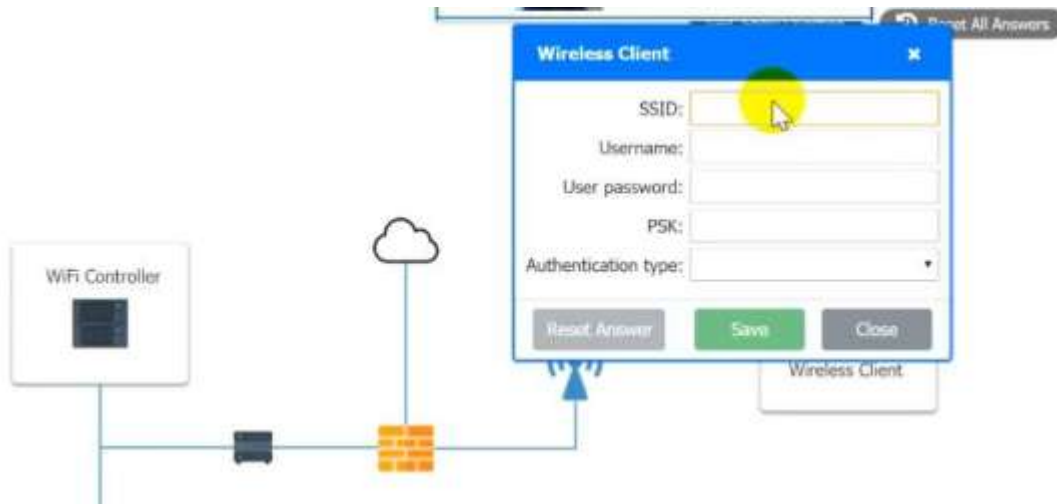 Reset All Answers
Wireless Client
SSID:
Username:
User password:
PSK:
Authentication type:
Reset Answer
Save
Close
WiFi Controller
Wireless Client